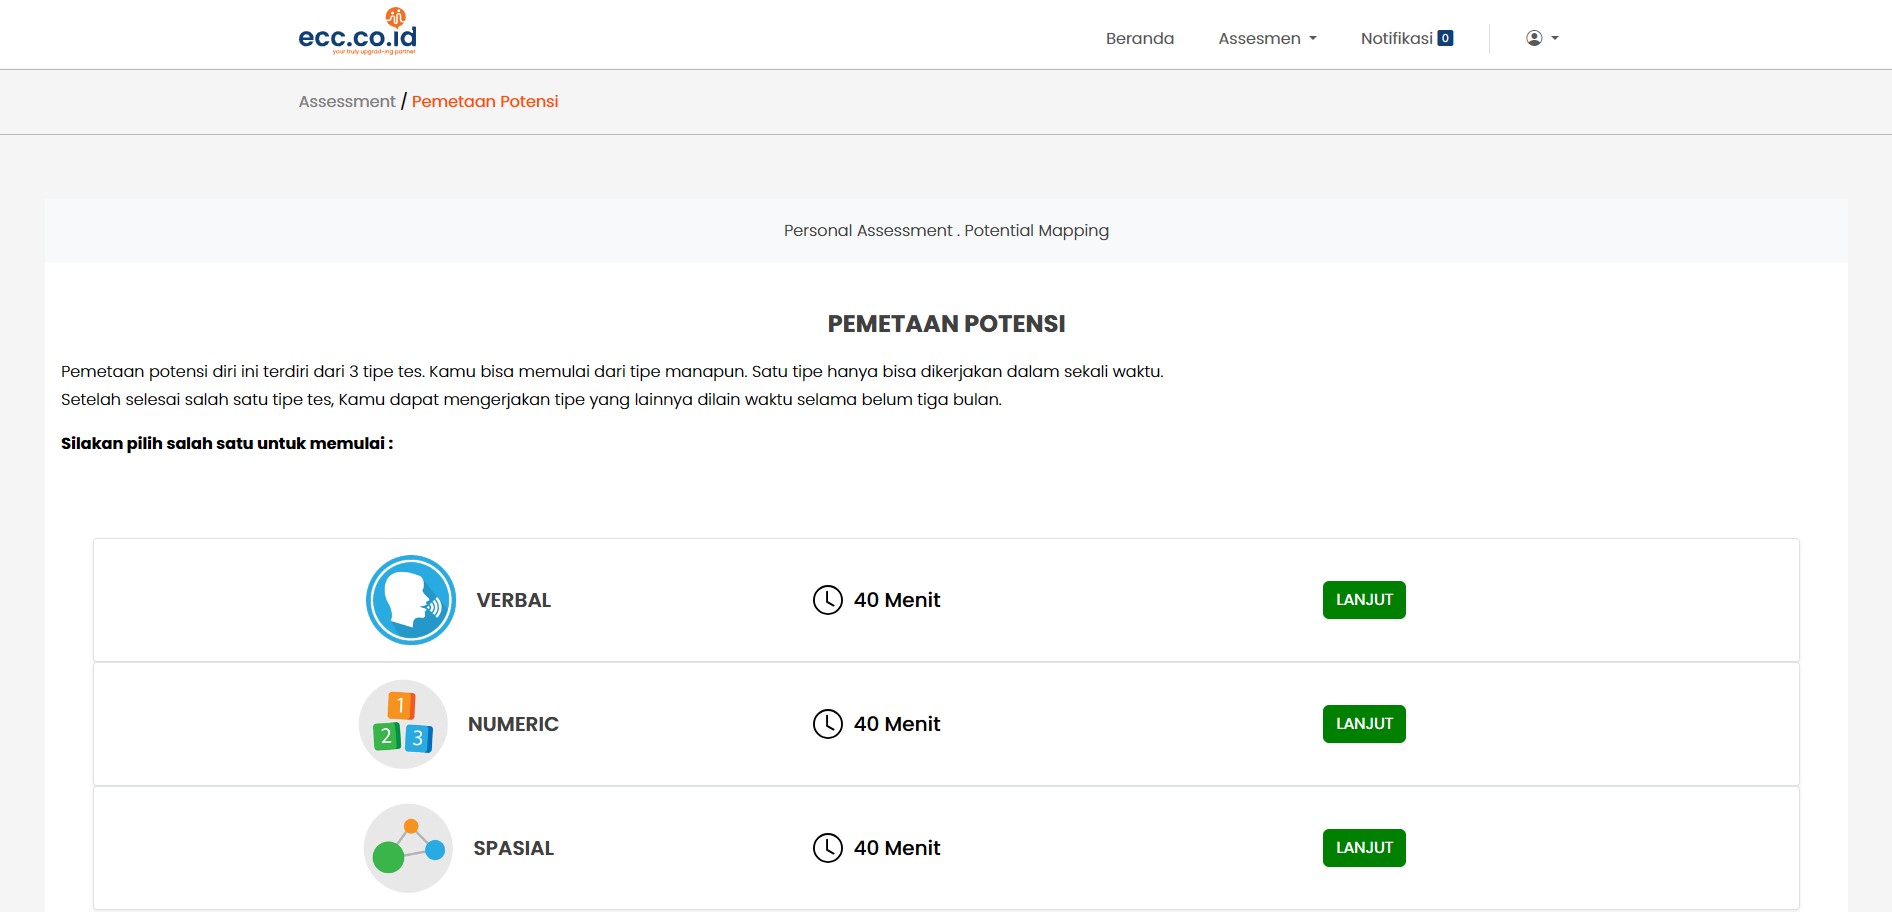 ecc.co.id
your truly upgrad-ing partner
Beranda
Assesmen
Notifikasi 0
Assessment / Pemetaan Potensi
Personal Assessment . Potential Mapping
PEMETAAN POTENSI
Pemetaan potensi diri ini terdiri dari 3 tipe tes. Kamu bisa memulai dari tipe manapun. Satu tipe hanya bisa dikerjakan dalam sekali waktu.
Setelah selesai salah satu tipe tes, Kamu dapat mengerjakan tipe yang lainnya dilain waktu selama belum tiga bulan.
Silakan pilih salah satu untuk memulai :
VERBAL
40 Menit
LANJUT
1
2 3
NUMERIC
40 Menit
LANJUT
SPASIAL
40 Menit
LANJUT